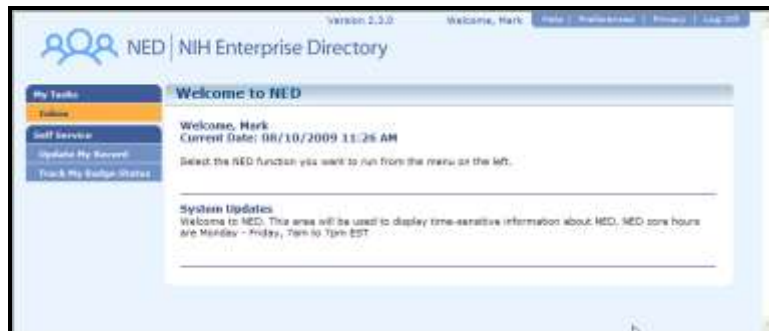 Version 2.3.0 Welcome, Mark Help | Preferences | Privacy | Log Off
NED | NIH Enterprise Directory
My Tasks
Inbox
Self Service
Update My Record
Track My Badge Status
Welcome to NED
Welcome, Mark
Current Date: 08/10/2009 11:26 AM
Select the NED function you want to run from the menu on the left.
System Updates
Welcome to NED. This area will be used to display time-sensitive information about NED. NED core hours
are Monday - Friday, 7am to 7pm EST